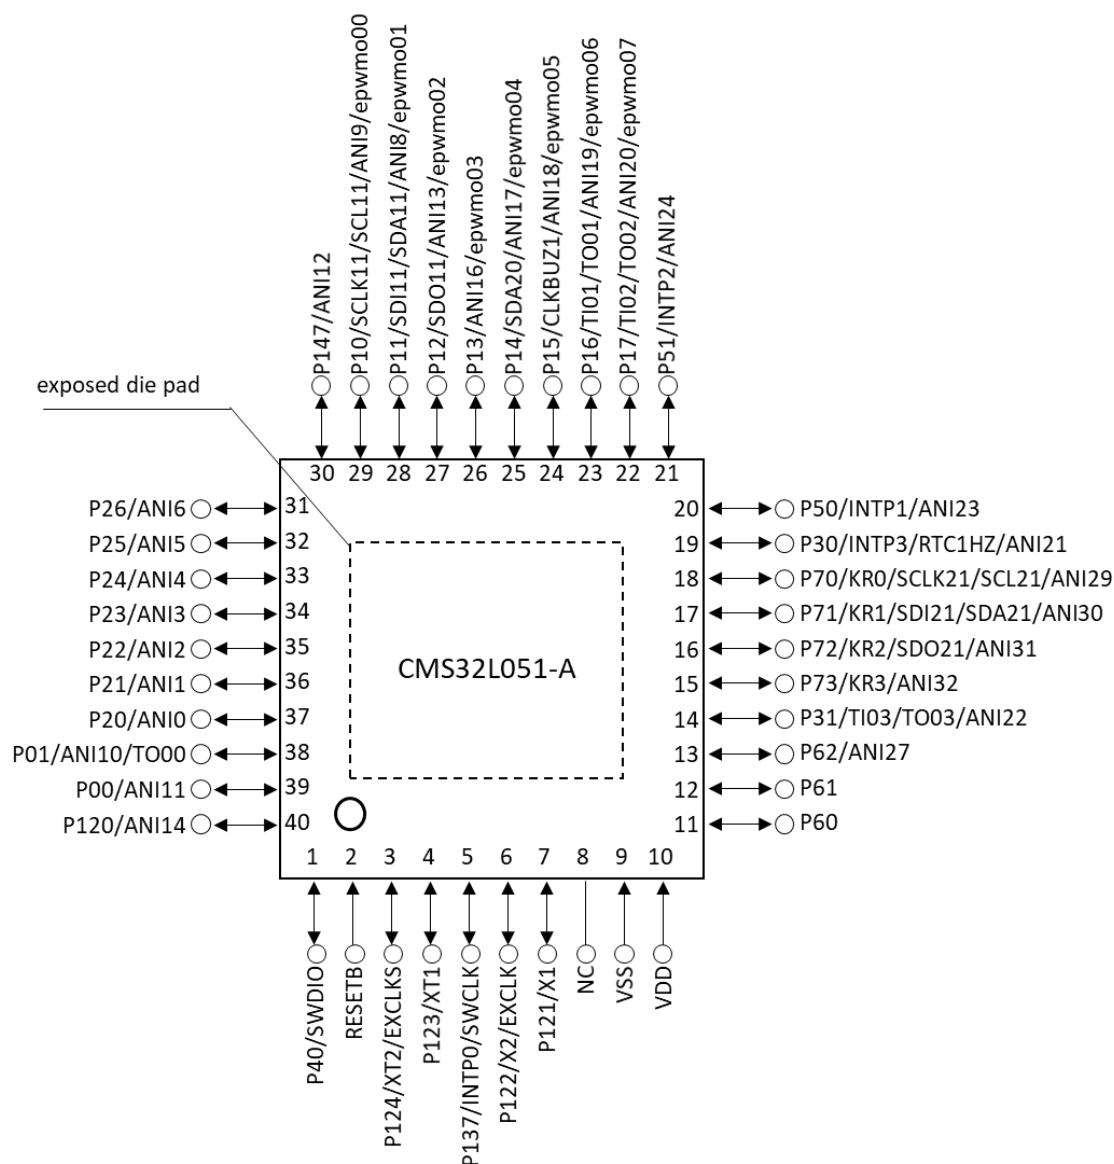 P147/ANI12
P10/SCLK11/SCL11/ANI9/epwmo00
P11/SDI11/SDA11/ANI8/epwmo01
P12/SDO11/ANI13/epwmo02
P13/ANI16/epwmo03
P14/SDA20/ANI17/epwmo04
P15/CLKBUZ1/ANI18/epwmo05
P16/TI01/TO01/ANI19/epwmo06
P17/TI02/TO02/ANI20/epwmo07
P51/INTP2/ANI24
exposed die pad
30 29 28 27 26 25 24 23 22 21
P26/ANI6 31
P25/ANI5 32
P24/ANI4 33
P23/ANI3 34
P22/ANI2 35
P21/ANI1 36
P20/ANI0 37
P01/ANI10/TO00 38
P00/ANI11 39
P120/ANI14 40
CMS32L051-A
20 P50/INTP1/ANI23
19 P30/INTP3/RTC1HZ/ANI21
18 P70/KR0/SCLK21/SCL21/ANI29
17 P71/KR1/SDI21/SDA21/ANI30
16 P72/KR2/SDO21/ANI31
15 P73/KR3/ANI32
14 P31/TI03/TO03/ANI22
13 P62/ANI27
12 P61
11 P60
1 2 3 4 5 6 7 8 9 10
P40/SWDIO
RESETB
P124/XT2/EXCLKS
P123/XT1
P137/INTP0/SWCLK
P122/X2/EXCLK
P121/X1
NC
VSS
VDD